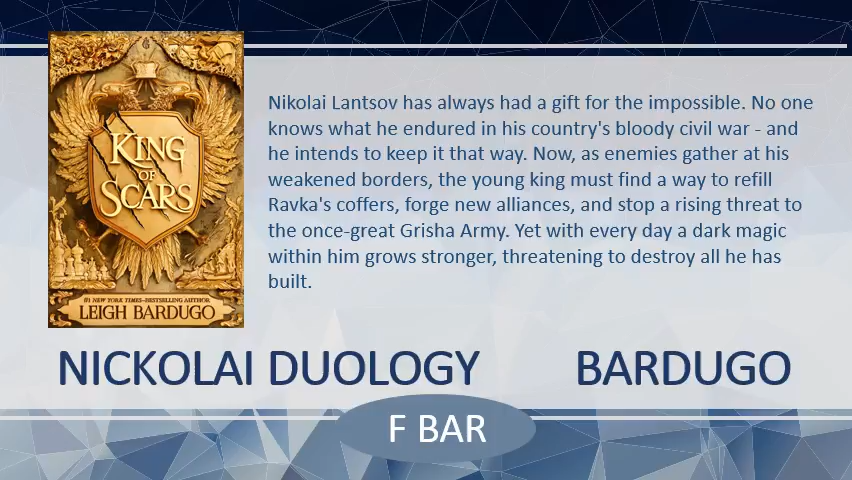 KING
OF
SCARS
#1 NEW YORK TIMES-BESTSELLING AUTHOR
LEIGH BARDUGO
Nikolai Lantsov has always had a gift for the impossible. No one
knows what he endured in his country's bloody civil war - and
he intends to keep it that way. Now, as enemies gather at his
weakened borders, the young king must find a way to refill
Ravka's coffers, forge new alliances, and stop a rising threat to
the once-great Grisha Army. Yet with every day a dark magic
within him grows stronger, threatening to destroy all he has
built.
NICKOLAI DUOLOGY BARDUGO
F BAR